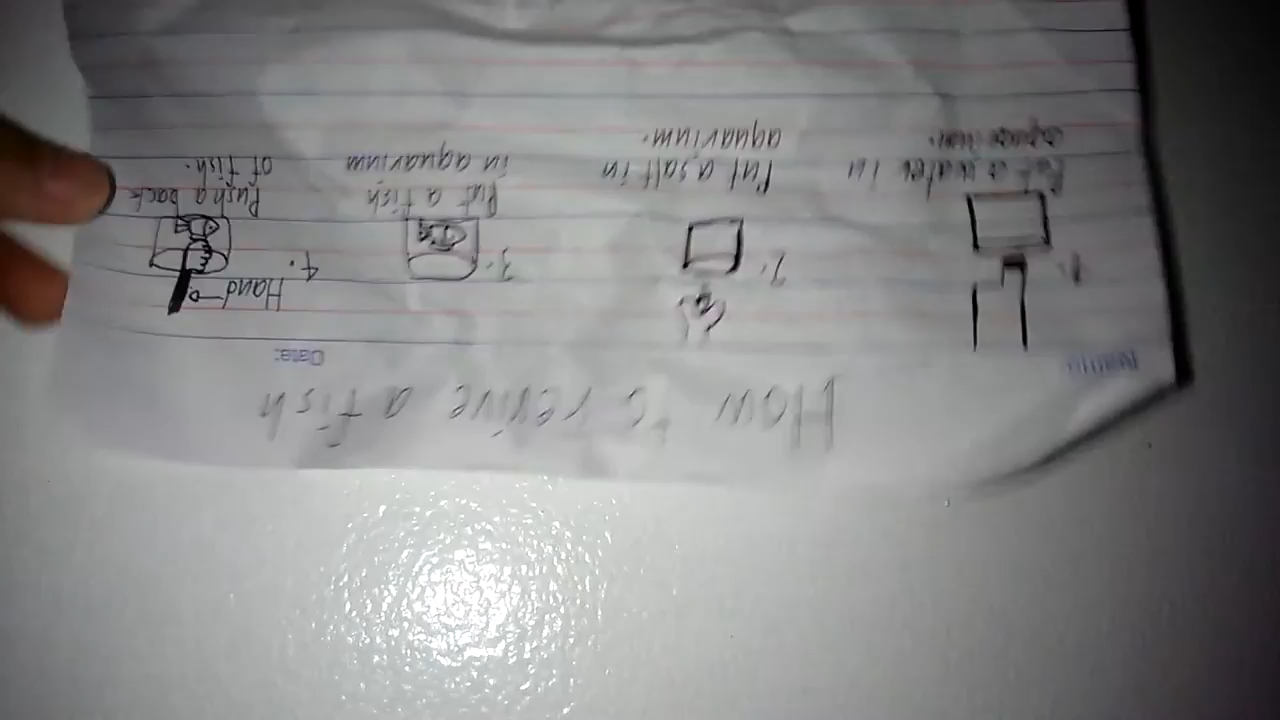 How to revive a fish
Date:
1.
Put a water in
aquarium.
2.
Put a salt in
aquarium.
3.
Put a fish
in aquarium
4.
Hand
Push a back
of fish.